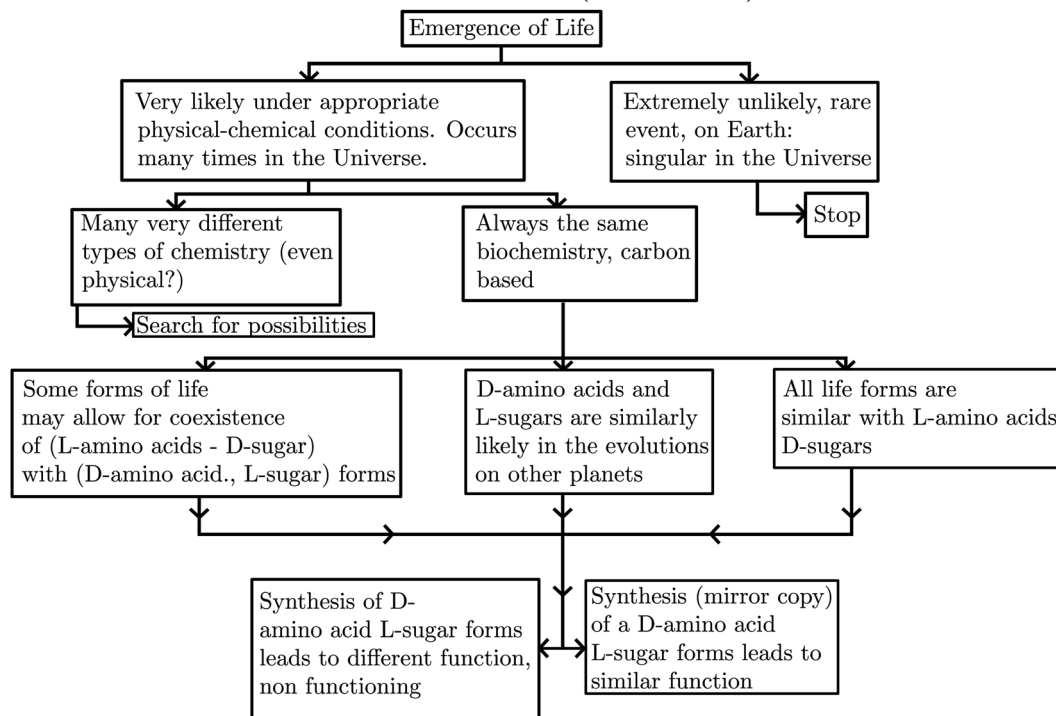 Emergence of Life
Very likely under appropriate
physical-chemical conditions. Occurs
many times in the Universe.
Extremely unlikely, rare
event, on Earth:
singular in the Universe
Stop
Many very different
types of chemistry (even
physical?)
Always the same
biochemistry, carbon
based
Search for possibilities
Some forms of life
may allow for coexistence
of (L-amino acids - D-sugar)
with (D-amino acid., L-sugar) forms
D-amino acids and
L-sugars are similarly
likely in the evolutions
on other planets
All life forms are
similar with L-amino acids
D-sugars
Synthesis of D-
amino acid L-sugar forms
leads to different function,
non functioning
Synthesis (mirror copy)
of a D-amino acid
L-sugar forms leads to
similar function